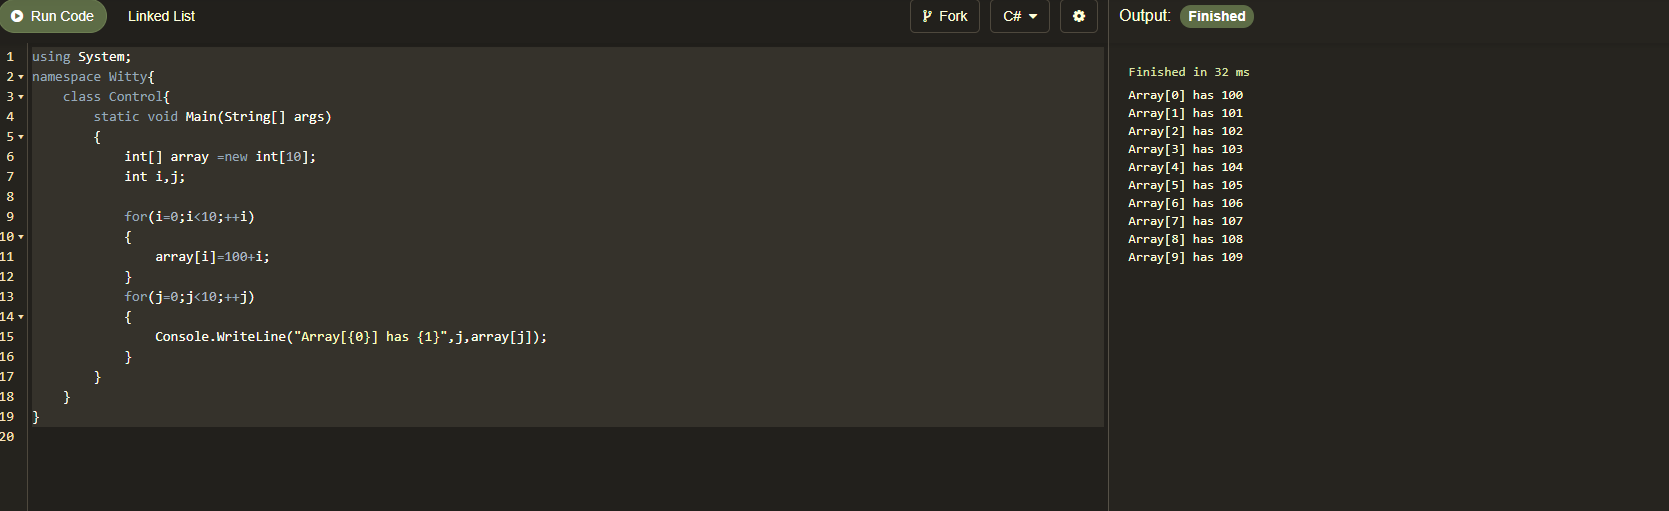 Run Code Linked List Fork C# Output: Finished
1 using System;
2 namespace Witty{
3 class Control{
4 static void Main(String[] args)
5 {
6 int[] array =new int[10];
7 int i,j;
8
9 for(i=0;i<10;++i)
10 {
11 array[i]=100+i;
12 }
13 for(j=0;j<10;++j)
14 {
15 Console.WriteLine("Array[{0}] has {1}",j,array[j]);
16 }
17 }
18 }
19 }
20
Finished in 32 ms
Array[0] has 100
Array[1] has 101
Array[2] has 102
Array[3] has 103
Array[4] has 104
Array[5] has 105
Array[6] has 106
Array[7] has 107
Array[8] has 108
Array[9] has 109